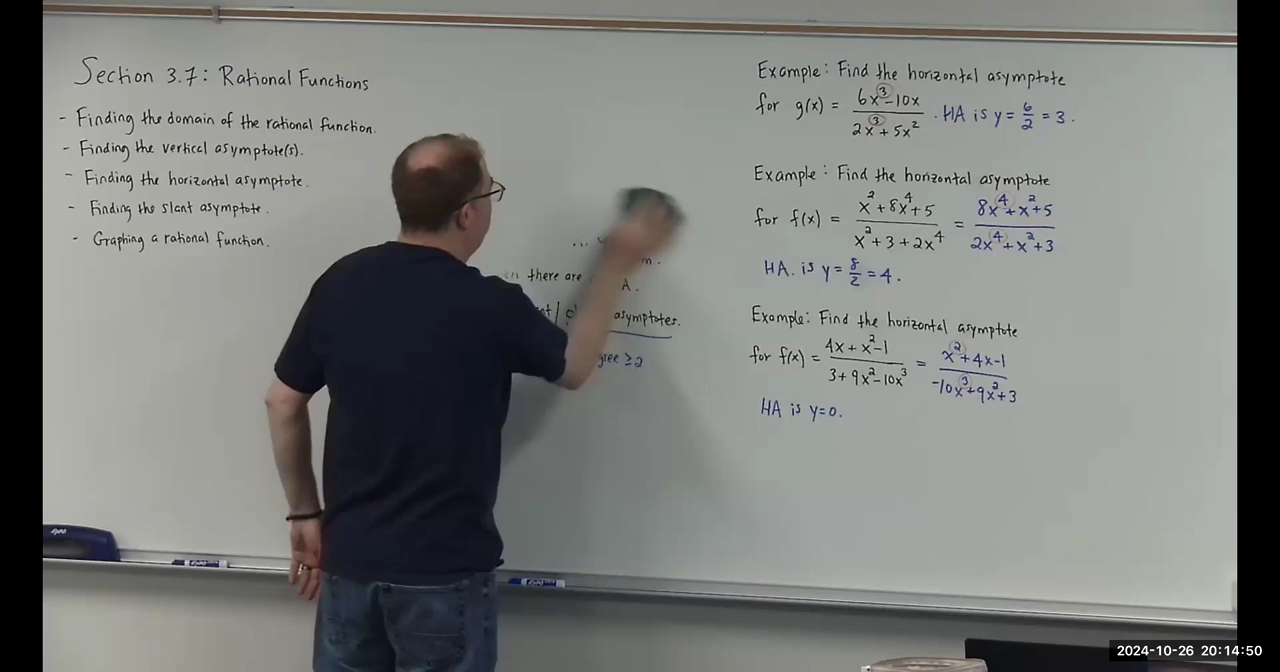 Section 3.7: Rational Functions
- Finding the domain of the rational function.
- Finding the vertical asymptote(s).
- Finding the horizontal asymptote.
- Finding the slant asymptote.
- Graphing a rational function.
there are
A.
asymptotes.
≥2
Example: Find the horizontal asymptote
for g(x) = (6x³-10x)/(2x³+5x²). HA is y = 6/2 = 3.
Example: Find the horizontal asymptote
for f(x) = (x²+8x⁴+5)/(x²+3+2x⁴) = (8x⁴+x²+5)/(2x⁴+x²+3)
HA. is y = 8/2 = 4.
Example: Find the horizontal asymptote
for f(x) = (4x+x²-1)/(3+9x²-10x³) = (x²+4x-1)/(-10x³+9x²+3)
HA is y=0.
expo
2024-10-26 20:14:50